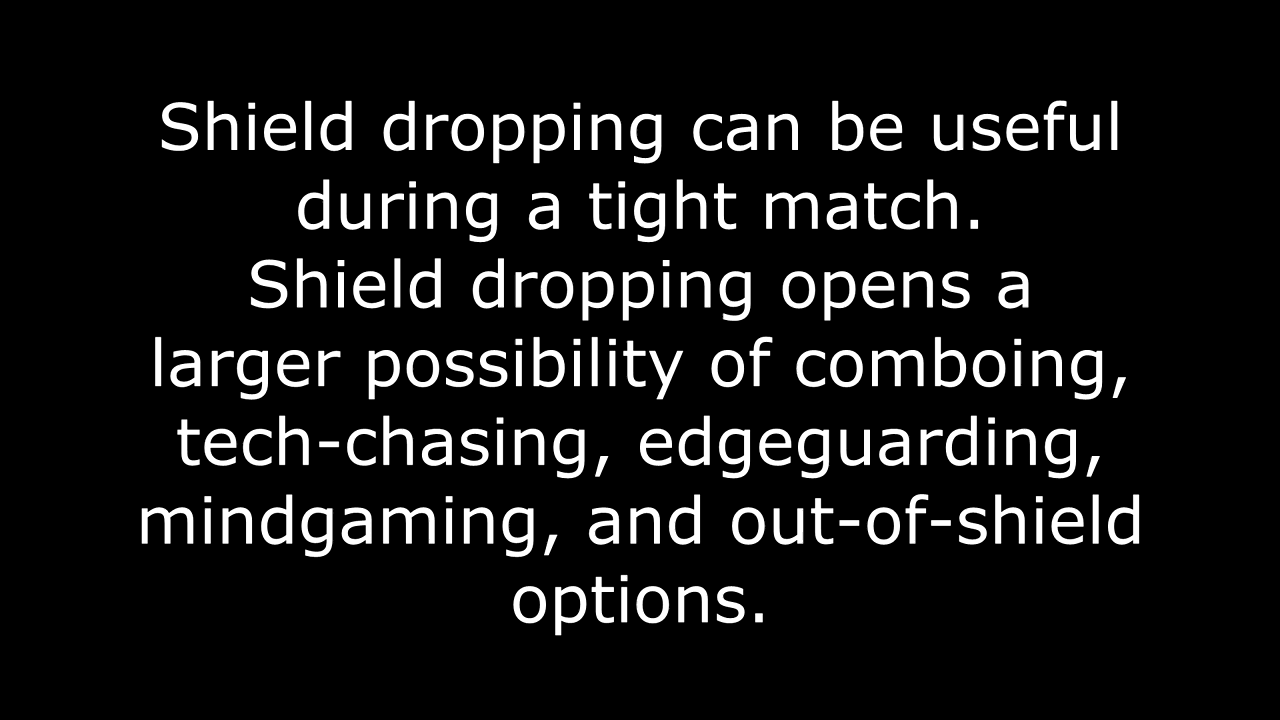 Shield dropping can be useful
during a tight match.
Shield dropping opens a
larger possibility of comboing,
tech-chasing, edgeguarding,
mindgaming, and out-of-shield
options.